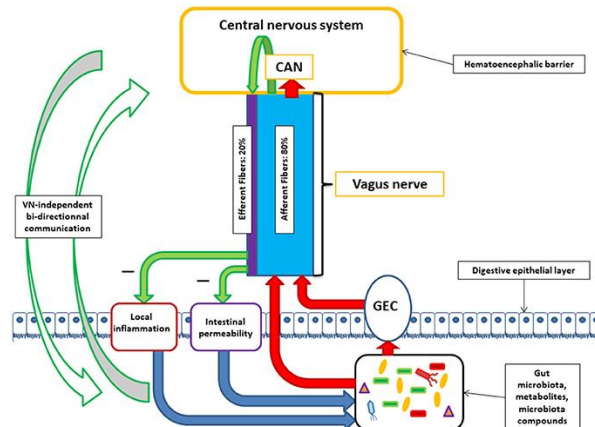 Central nervous system
CAN
Hematoencephalic barrier
Efferent Fibers: 20%
Afferent Fibers: 80%
Vagus nerve
VN-independent
bi-directionnal
communication
–
–
Digestive epithelial layer
GEC
Local
inflammation
Intestinal
permeability
Gut
microbiota,
metabolites,
microbiota
compounds